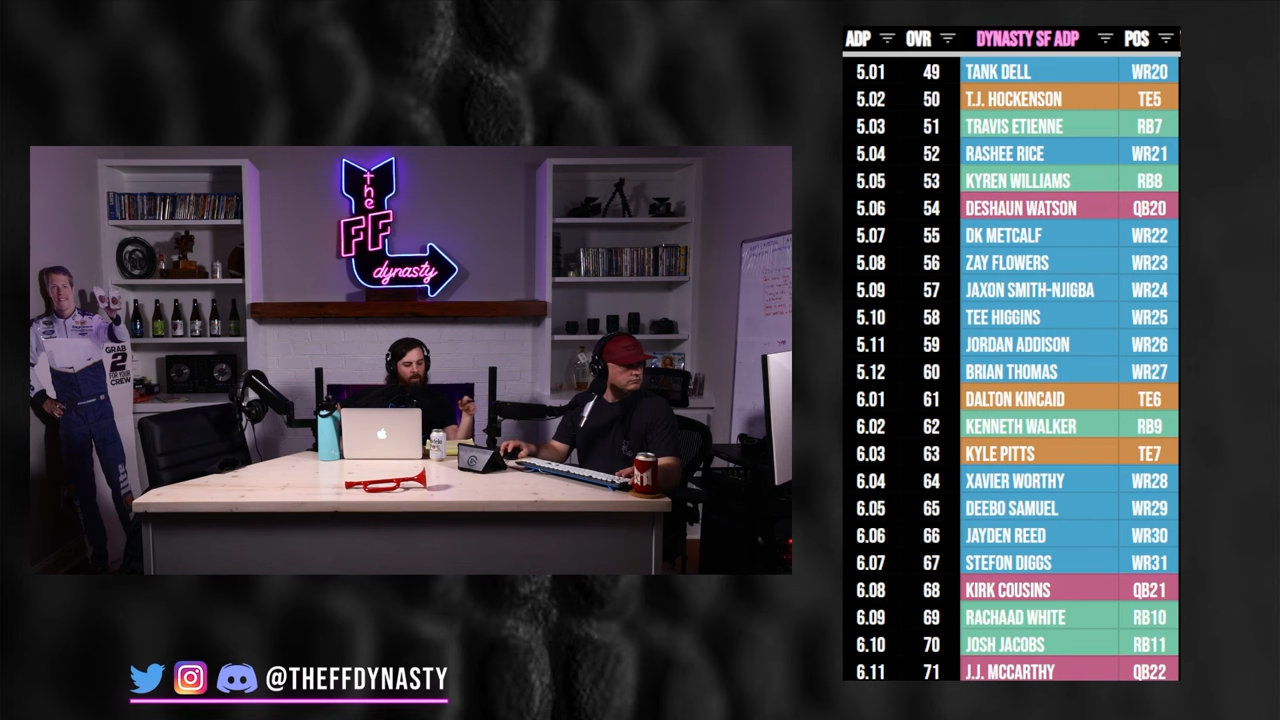 the
FF
dynasty
GRAB
2
FOR YOUR
CREW
@THEFFDYNASTY
ADP OVR DYNASTY SF ADP POS
5.01 49 TANK DELL WR20
5.02 50 T.J. HOCKENSON TE5
5.03 51 TRAVIS ETIENNE RB7
5.04 52 RASHEE RICE WR21
5.05 53 KYREN WILLIAMS RB8
5.06 54 DESHAUN WATSON QB20
5.07 55 DK METCALF WR22
5.08 56 ZAY FLOWERS WR23
5.09 57 JAXON SMITH-NJIGBA WR24
5.10 58 TEE HIGGINS WR25
5.11 59 JORDAN ADDISON WR26
5.12 60 BRIAN THOMAS WR27
6.01 61 DALTON KINCAID TE6
6.02 62 KENNETH WALKER RB9
6.03 63 KYLE PITTS TE7
6.04 64 XAVIER WORTHY WR28
6.05 65 DEEBO SAMUEL WR29
6.06 66 JAYDEN REED WR30
6.07 67 STEFON DIGGS WR31
6.08 68 KIRK COUSINS QB21
6.09 69 RACHAAD WHITE RB10
6.10 70 JOSH JACOBS RB11
6.11 71 J.J. MCCARTHY QB22